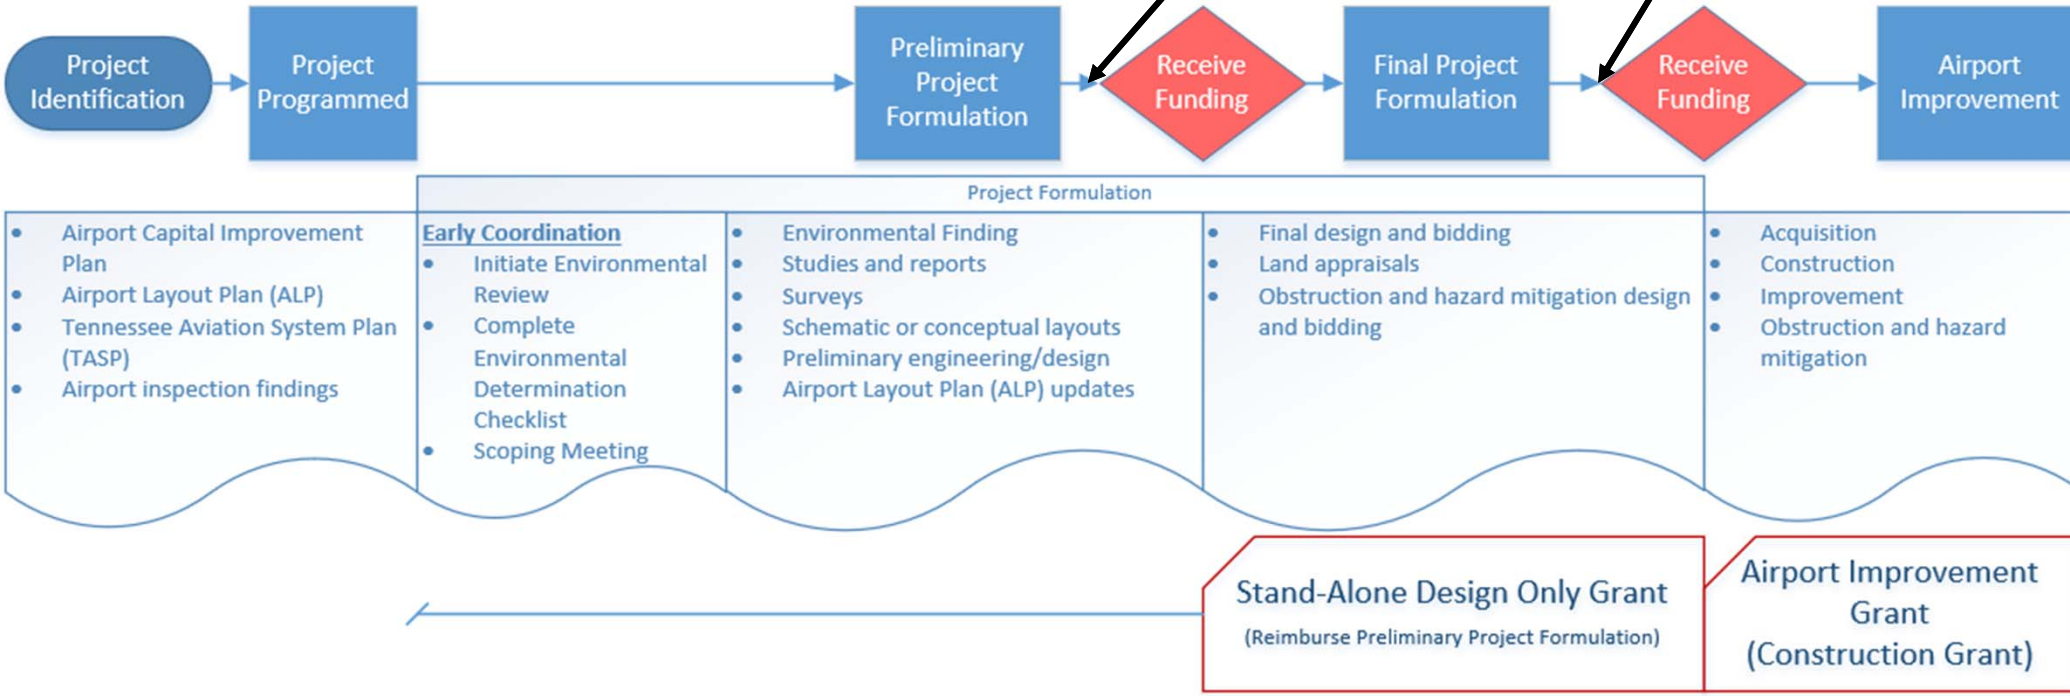 Project
Identification
Project
Programmed
Preliminary
Project
Formulation
Receive
Funding
Final Project
Formulation
Receive
Funding
Airport
Improvement
Project Formulation
• Airport Capital Improvement
Plan
• Airport Layout Plan (ALP)
• Tennessee Aviation System Plan
(TASP)
• Airport inspection findings
Early Coordination
• Initiate Environmental
Review
• Complete
Environmental
Determination
Checklist
• Scoping Meeting
• Environmental Finding
• Studies and reports
• Surveys
• Schematic or conceptual layouts
• Preliminary engineering/design
• Airport Layout Plan (ALP) updates
• Final design and bidding
• Land appraisals
• Obstruction and hazard mitigation design
and bidding
• Acquisition
• Construction
• Improvement
• Obstruction and hazard
mitigation
Stand-Alone Design Only Grant
(Reimburse Preliminary Project Formulation)
Airport Improvement
Grant
(Construction Grant)